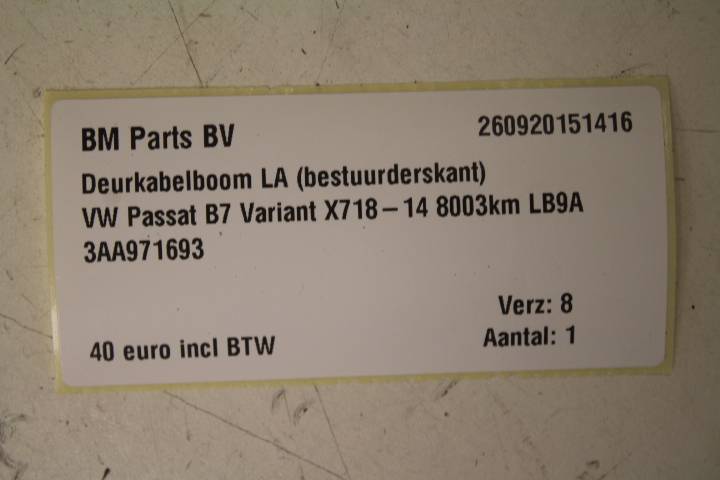 BM Parts BV 260920151416
Deurkabelboom LA (bestuurderskant)
VW Passat B7 Variant X718-14 8003km LB9A
3AA971693
Verz: 8
40 euro incl BTW Aantal: 1